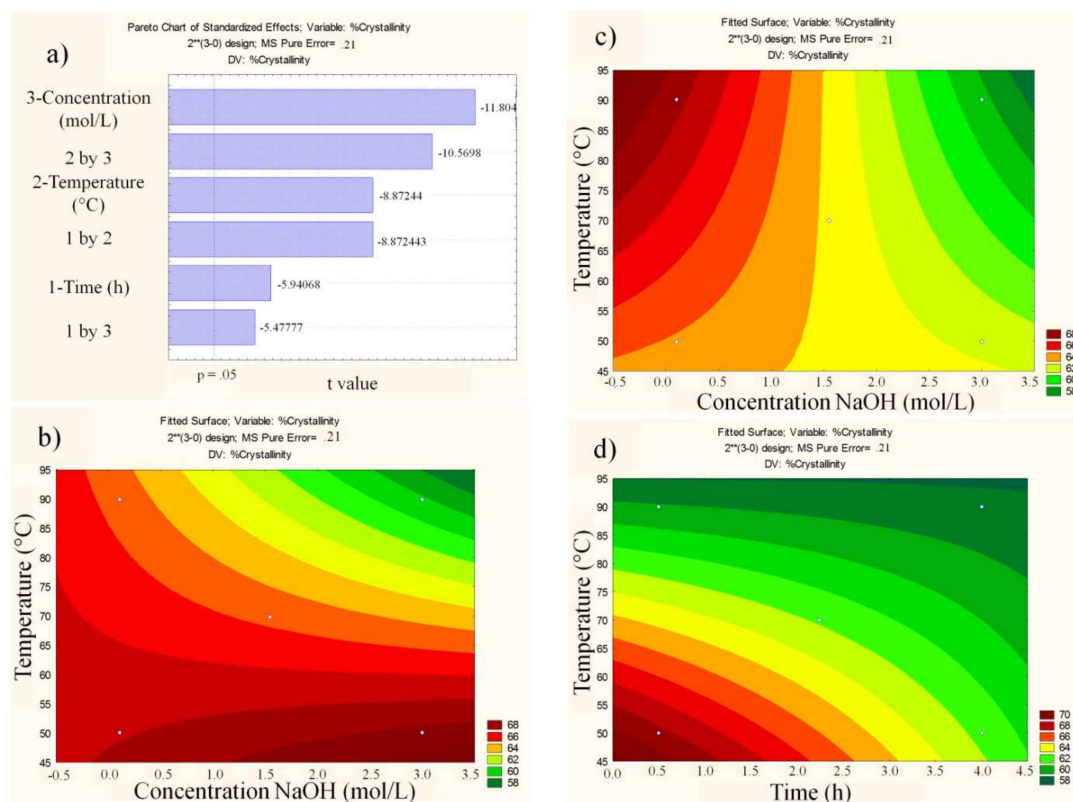 a)
Pareto Chart of Standardized Effects; Variable: %Crystallinity
2**(3-0) design; MS Pure Error= .21
DV: %Crystallinity
3-Concentration
(mol/L)
-11.804
2 by 3
-10.5698
2-Temperature
(°C)
-8.87244
1 by 2
-8.872443
1-Time (h)
-5.94068
1 by 3
-5.47777
p = .05
t value
c)
Fitted Surface; Variable: %Crystallinity
2**(3-0) design; MS Pure Error= .21
DV: %Crystallinity
Temperature (°C)
95
90
85
80
75
70
65
60
55
50
45
-0.5 0.0 0.5 1.0 1.5 2.0 2.5 3.0 3.5
Concentration NaOH (mol/L)
68
66
64
62
60
58
b)
Fitted Surface; Variable: %Crystallinity
2**(3-0) design; MS Pure Error= .21
DV: %Crystallinity
Temperature (°C)
95
90
85
80
75
70
65
60
55
50
45
-0.5 0.0 0.5 1.0 1.5 2.0 2.5 3.0 3.5
Concentration NaOH (mol/L)
68
66
64
62
60
58
d)
Fitted Surface; Variable: %Crystallinity
2**(3-0) design; MS Pure Error= .21
DV: %Crystallinity
Temperature (°C)
95
90
85
80
75
70
65
60
55
50
45
0.0 0.5 1.0 1.5 2.0 2.5 3.0 3.5 4.0 4.5
Time (h)
70
68
66
64
62
60
58